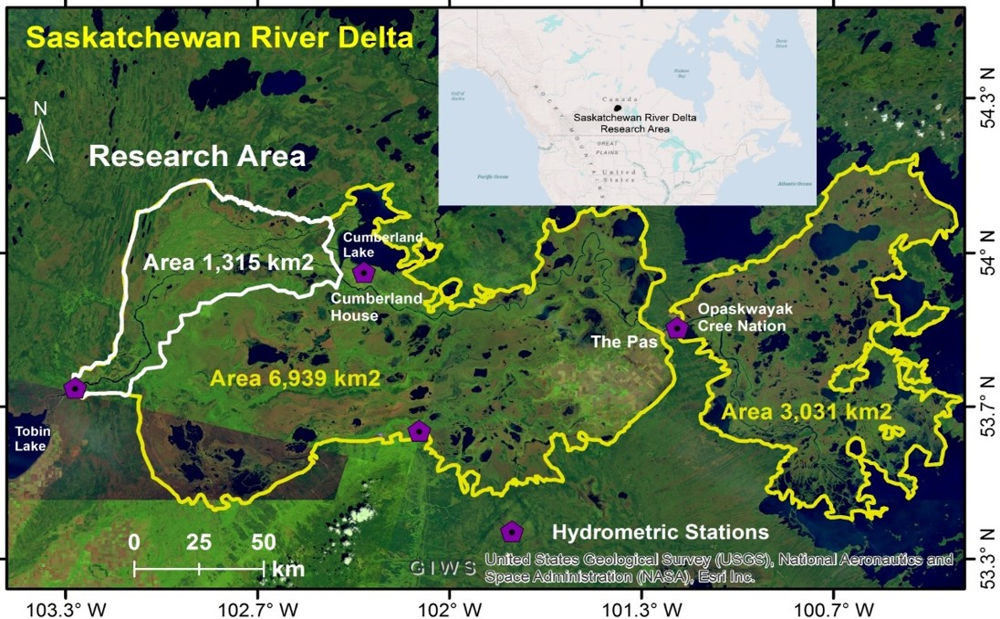 Saskatchewan River Delta
N
Research Area
Canada
Saskatchewan River Delta
Research Area
GREAT
PLAINS
United
States
Gulf of
Alaska
Hudson
Bay
Davis
Strait
ROCKY MOUNTAINS
Pacific Ocean
Atlantic Ocean
Area 1,315 km2
Cumberland
Lake
Cumberland
House
Opaskwayak
Cree Nation
The Pas
Area 6,939 km2
Area 3,031 km2
Tobin
Lake
0 25 50
km
Hydrometric Stations
GIWS
United States Geological Survey (USGS), National Aeronautics and
Space Administration (NASA), Esri Inc.
54.3° N
54° N
53.7° N
53.3° N
103.3° W 102.7° W 102° W 101.3° W 100.7° W